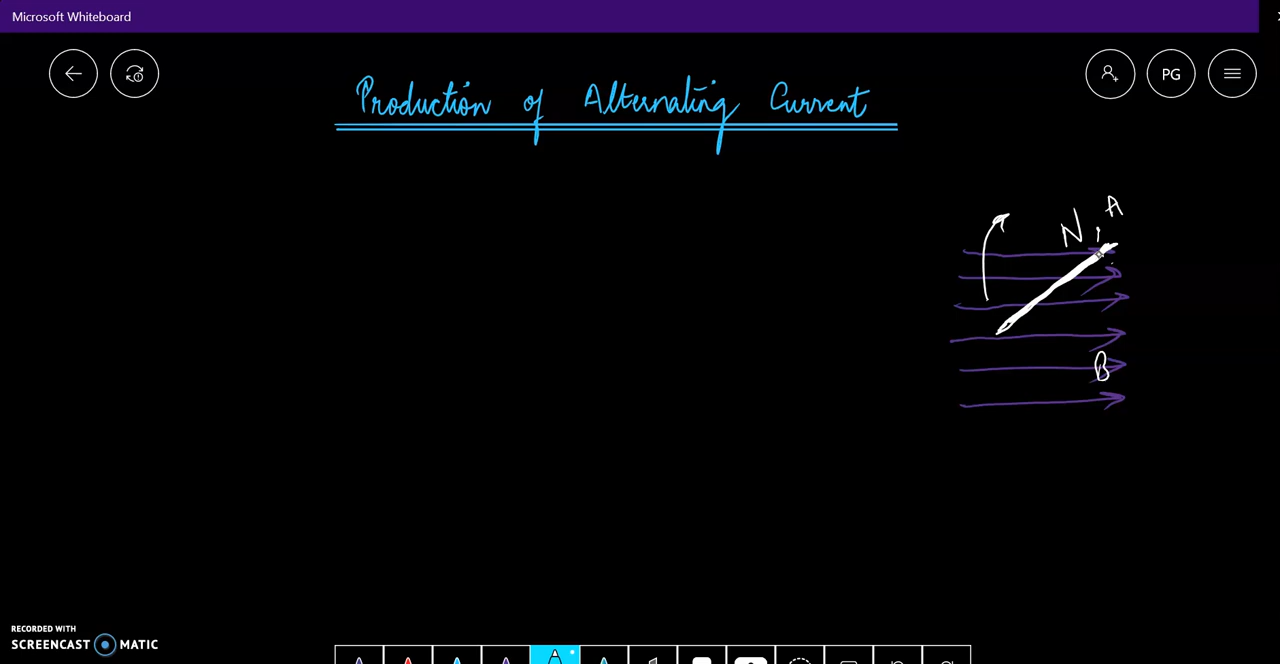 Microsoft Whiteboard
PG
Production of Alternating Current
N, A
B
RECORDED WITH
SCREENCAST MATIC